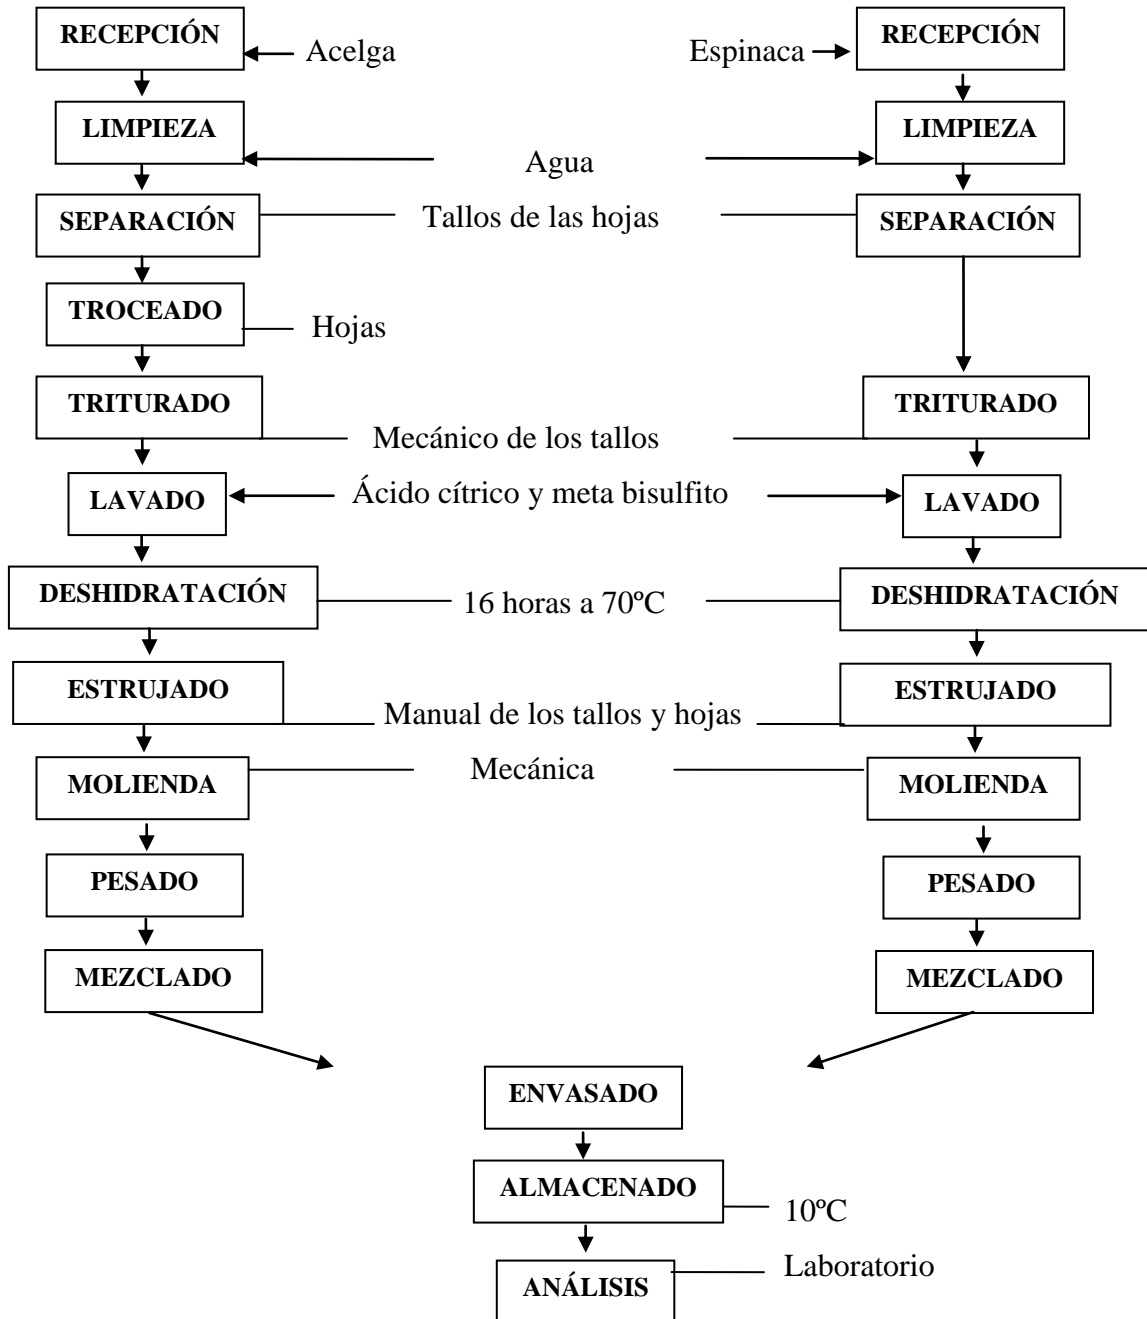 RECEPCIÓN
Acelga
Espinaca
RECEPCIÓN
LIMPIEZA
LIMPIEZA
Agua
SEPARACIÓN
Tallos de las hojas
SEPARACIÓN
TROCEADO
Hojas
TRITURADO
TRITURADO
Mecánico de los tallos
LAVADO
Ácido cítrico y meta bisulfito
LAVADO
DESHIDRATACIÓN
16 horas a 70ºC
DESHIDRATACIÓN
ESTRUJADO
ESTRUJADO
Manual de los tallos y hojas
MOLIENDA
Mecánica
MOLIENDA
PESADO
PESADO
MEZCLADO
MEZCLADO
ENVASADO
ALMACENADO
10ºC
ANÁLISIS
Laboratorio